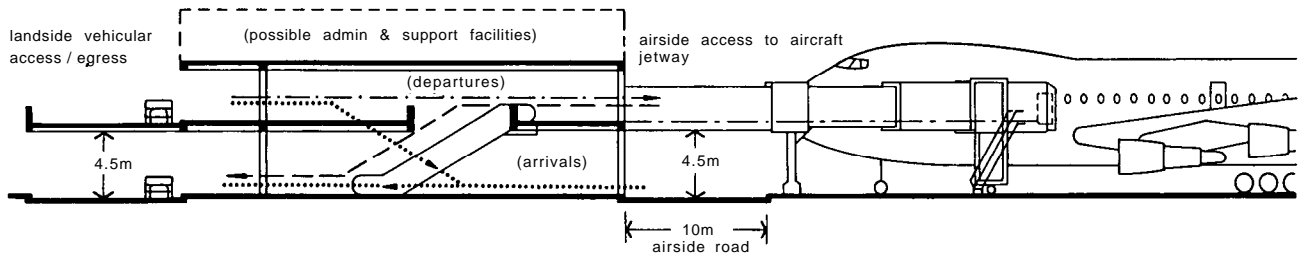 landside vehicular
access / egress
(possible admin & support facilities)
airside access to aircraft
jetway
(departures)
4.5m
(arrivals)
4.5m
10m
airside road